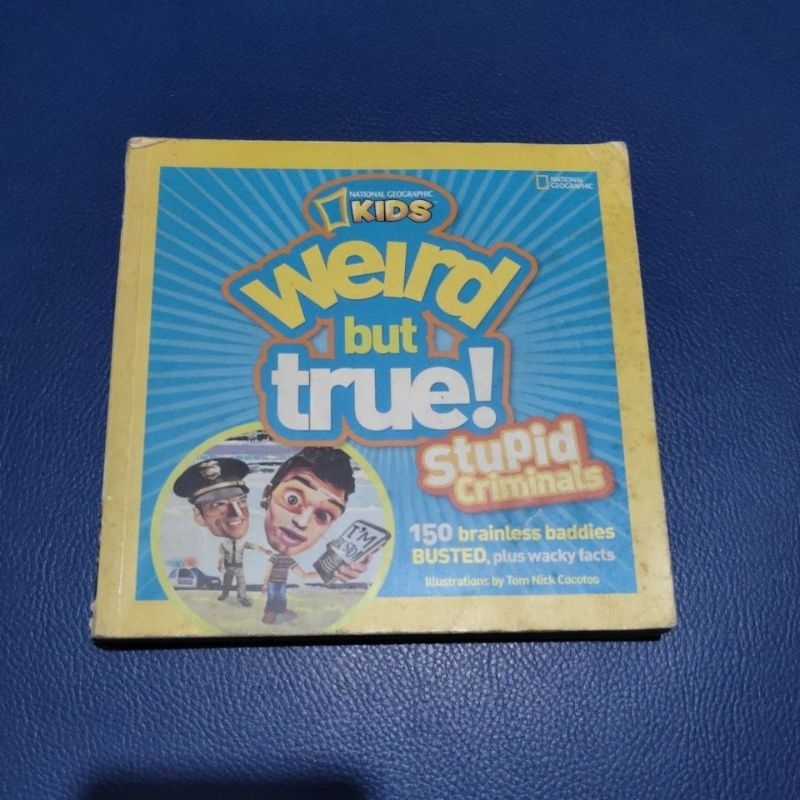 NATIONAL GEOGRAPHIC
KIDS
NATIONAL
GEOGRAPHIC
weird
but
true!
Stupid
Criminals
150 brainless baddies
BUSTED, plus wacky facts
Illustrations by Tom Nick Cocotos
I'M
BUSTED